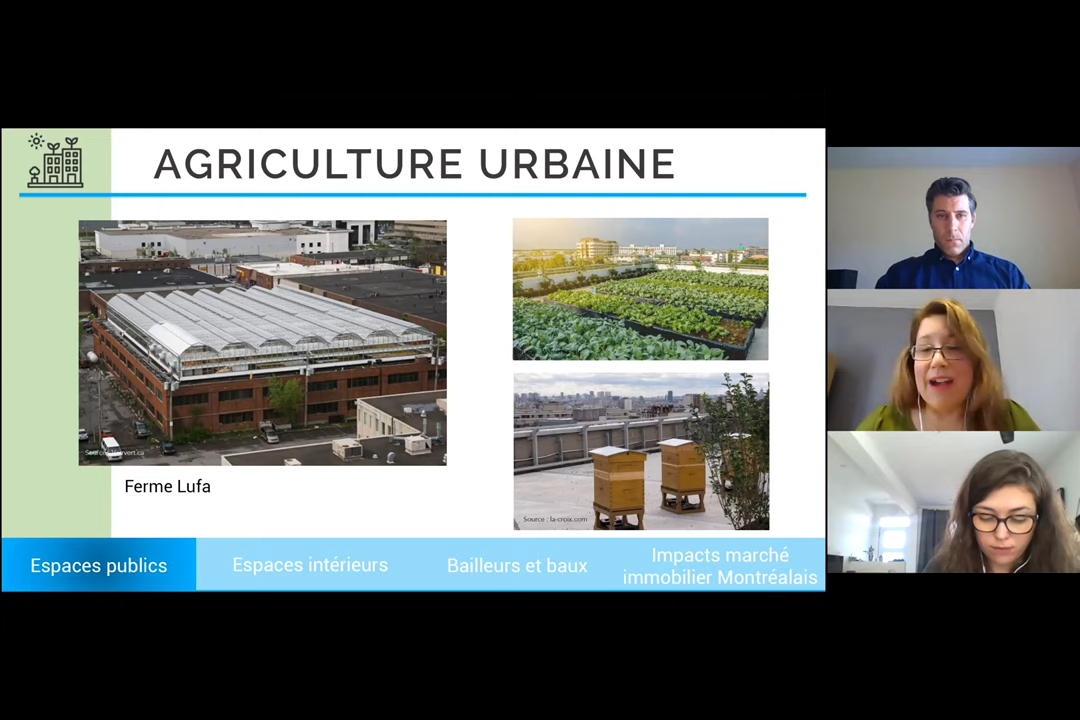 AGRICULTURE URBAINE
Ferme Lufa
Source : la-croix.com
Espaces publics
Espaces intérieurs
Bailleurs et baux
Impacts marché
immobilier Montréalais